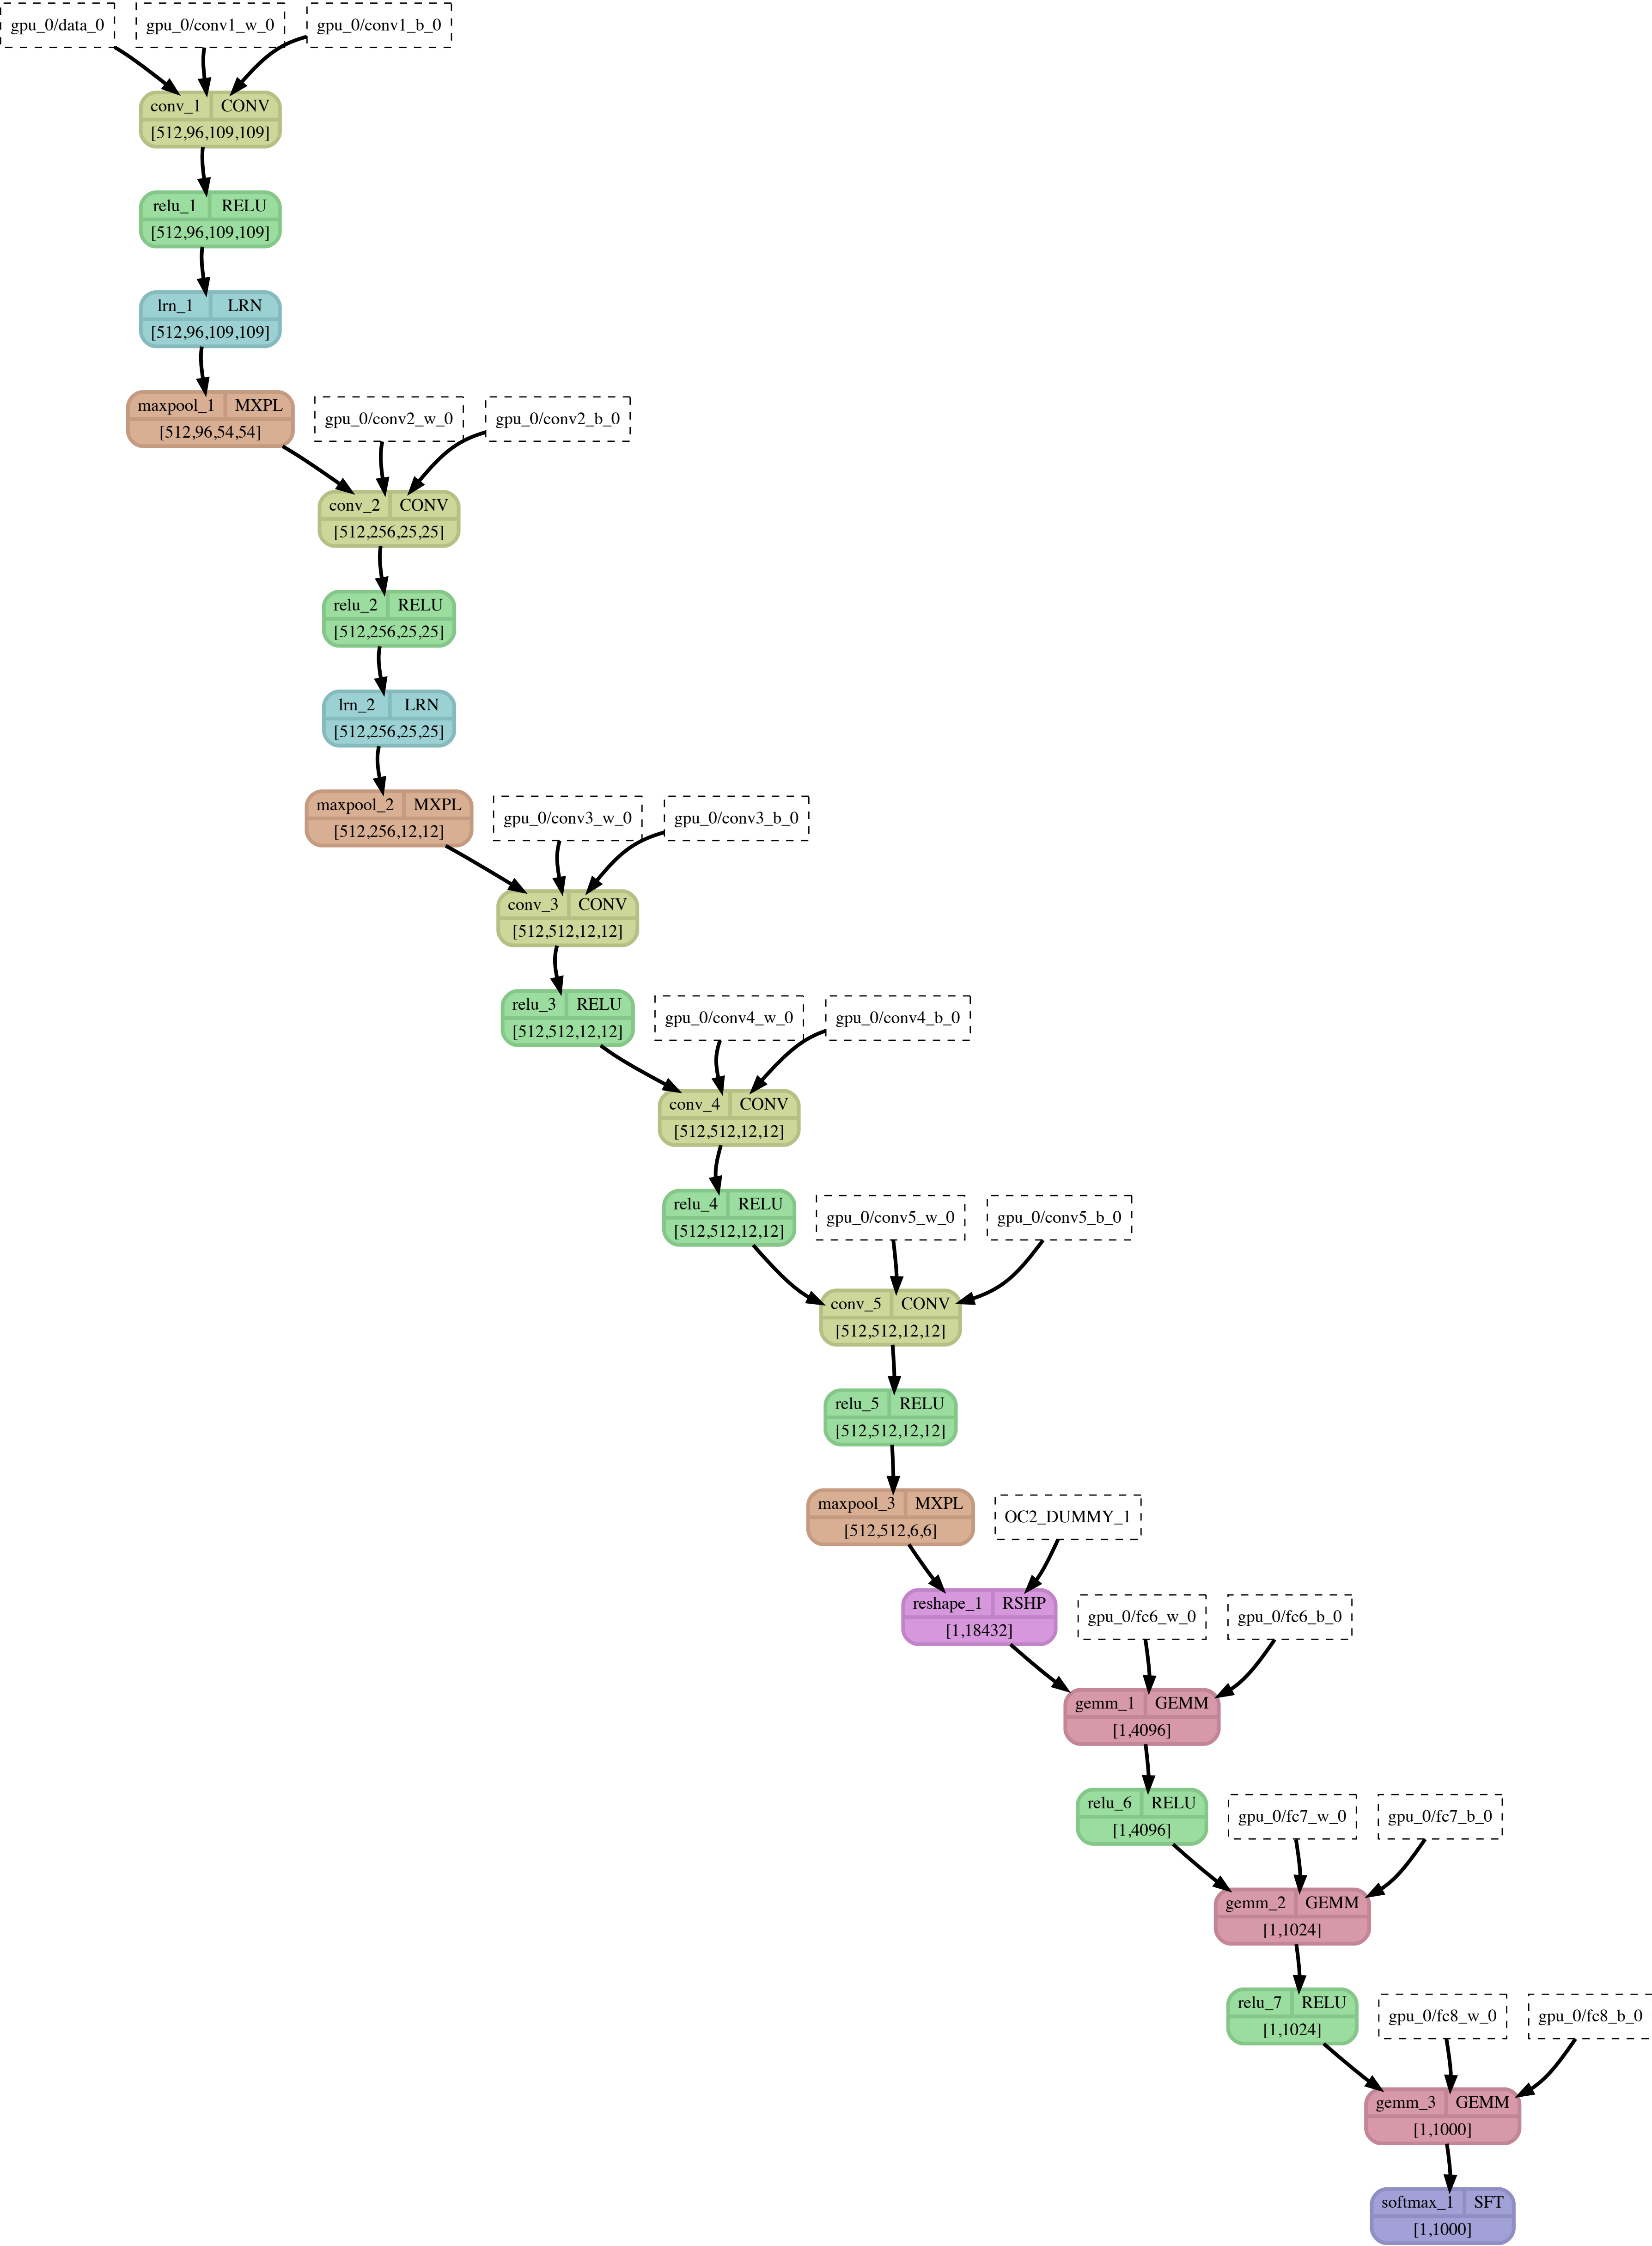 gpu_0/data_0
gpu_0/conv1_w_0
gpu_0/conv1_b_0
conv_1 CONV
[512,96,109,109]
relu_1 RELU
[512,96,109,109]
lrn_1 LRN
[512,96,109,109]
maxpool_1 MXPL
[512,96,54,54]
gpu_0/conv2_w_0
gpu_0/conv2_b_0
conv_2 CONV
[512,256,25,25]
relu_2 RELU
[512,256,25,25]
lrn_2 LRN
[512,256,25,25]
maxpool_2 MXPL
[512,256,12,12]
gpu_0/conv3_w_0
gpu_0/conv3_b_0
conv_3 CONV
[512,512,12,12]
relu_3 RELU
[512,512,12,12]
gpu_0/conv4_w_0
gpu_0/conv4_b_0
conv_4 CONV
[512,512,12,12]
relu_4 RELU
[512,512,12,12]
gpu_0/conv5_w_0
gpu_0/conv5_b_0
conv_5 CONV
[512,512,12,12]
relu_5 RELU
[512,512,12,12]
maxpool_3 MXPL
[512,512,6,6]
OC2_DUMMY_1
reshape_1 RSHP
[1,18432]
gpu_0/fc6_w_0
gpu_0/fc6_b_0
gemm_1 GEMM
[1,4096]
relu_6 RELU
[1,4096]
gpu_0/fc7_w_0
gpu_0/fc7_b_0
gemm_2 GEMM
[1,1024]
relu_7 RELU
[1,1024]
gpu_0/fc8_w_0
gpu_0/fc8_b_0
gemm_3 GEMM
[1,1000]
softmax_1 SFT
[1,1000]